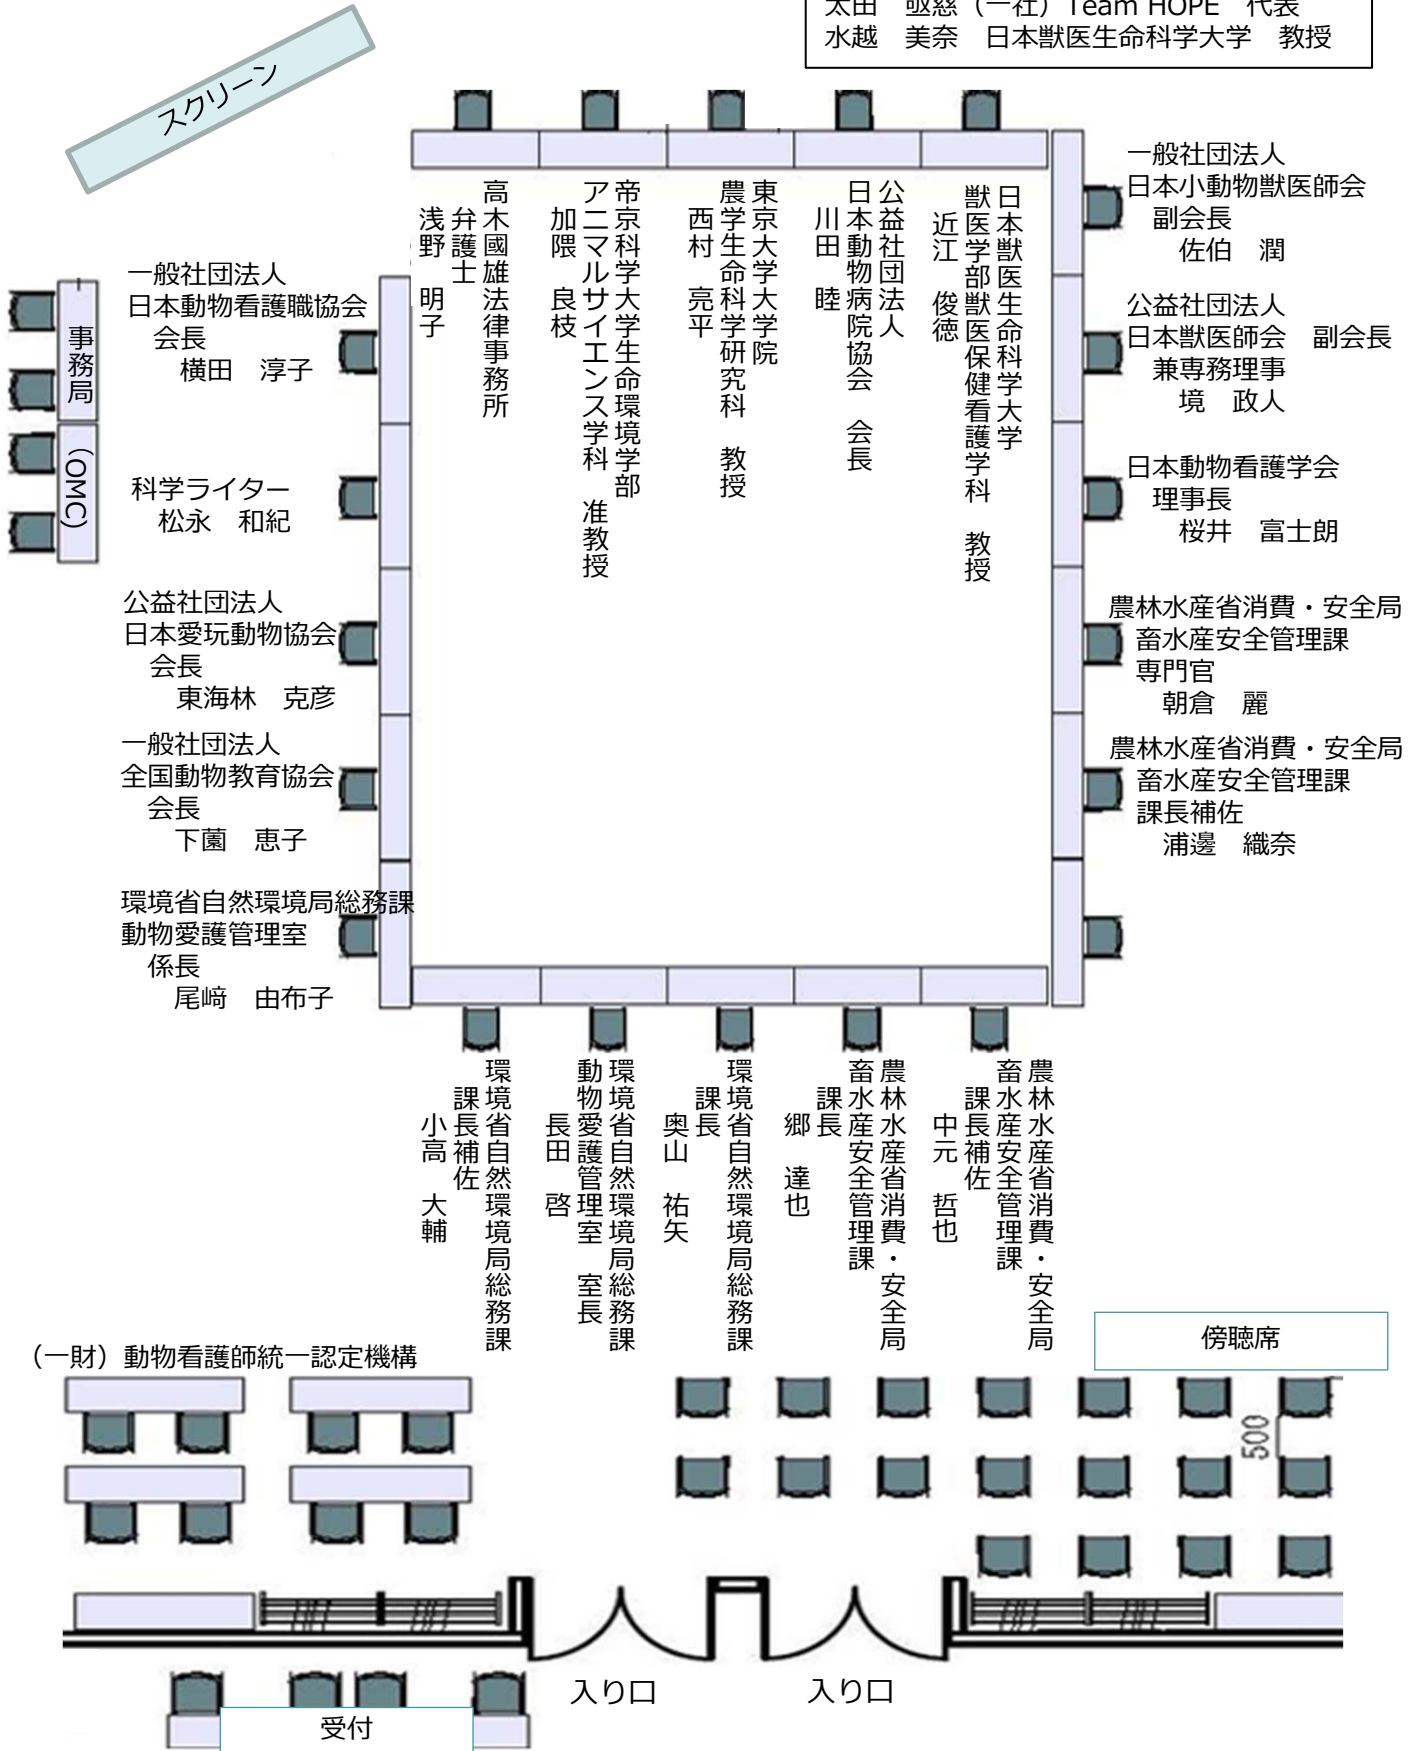 太田　亟慈（一社）Team HOPE　代表
水越　美奈　日本獣医生命科学大学　教授
スクリーン
高木國雄法律事務所
弁護士
浅野　明子
帝京科学大学生命環境学部
アニマルサイエンス学科　准教授
加隈　良枝
東京大学大学院
農学生命科学研究科　教授
西村　亮平
公益社団法人
日本動物病院協会　会長
川田　睦
日本獣医生命科学大学
獣医学部獣医保健看護学科　教授
近江　俊徳
一般社団法人
日本小動物獣医師会
副会長
佐伯　潤
公益社団法人
日本獣医師会　副会長
兼専務理事
境　政人
日本動物看護学会
理事長
桜井　富士朗
農林水産省消費・安全局
畜水産安全管理課
専門官
朝倉　麗
農林水産省消費・安全局
畜水産安全管理課
課長補佐
浦邊　織奈
事務局
（OMC）
一般社団法人
日本動物看護職協会
会長
横田　淳子
科学ライター
松永　和紀
公益社団法人
日本愛玩動物協会
会長
東海林　克彦
一般社団法人
全国動物教育協会
会長
下薗　恵子
環境省自然環境局総務課
動物愛護管理室
係長
尾﨑　由布子
環境省自然環境局総務課
課長補佐
小高　大輔
環境省自然環境局総務課
動物愛護管理室　室長
長田　啓
環境省自然環境局総務課
課長
奥山　祐矢
農林水産省消費・安全局
畜水産安全管理課
課長
郷　達也
農林水産省消費・安全局
畜水産安全管理課
課長補佐
中元　哲也
（一財）動物看護師統一認定機構
傍聴席
500
入り口
入り口
受付